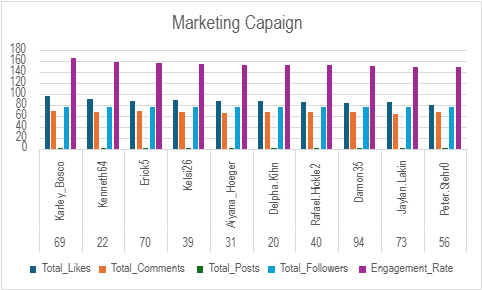 Marketing Capaign
180
160
140
120
100
80
60
40
20
0
Karley_Bosco
Kenneth64
Erick5
Kelsi26
Aiyana_Hoeger
Delpha.Kihn
Rafael.Hickle2
Damon35
Jaylan.Lakin
Peter.Stehr0
69 22 70 39 31 20 40 94 73 56
Total_Likes Total_Comments Total_Posts Total_Followers Engagement_Rate